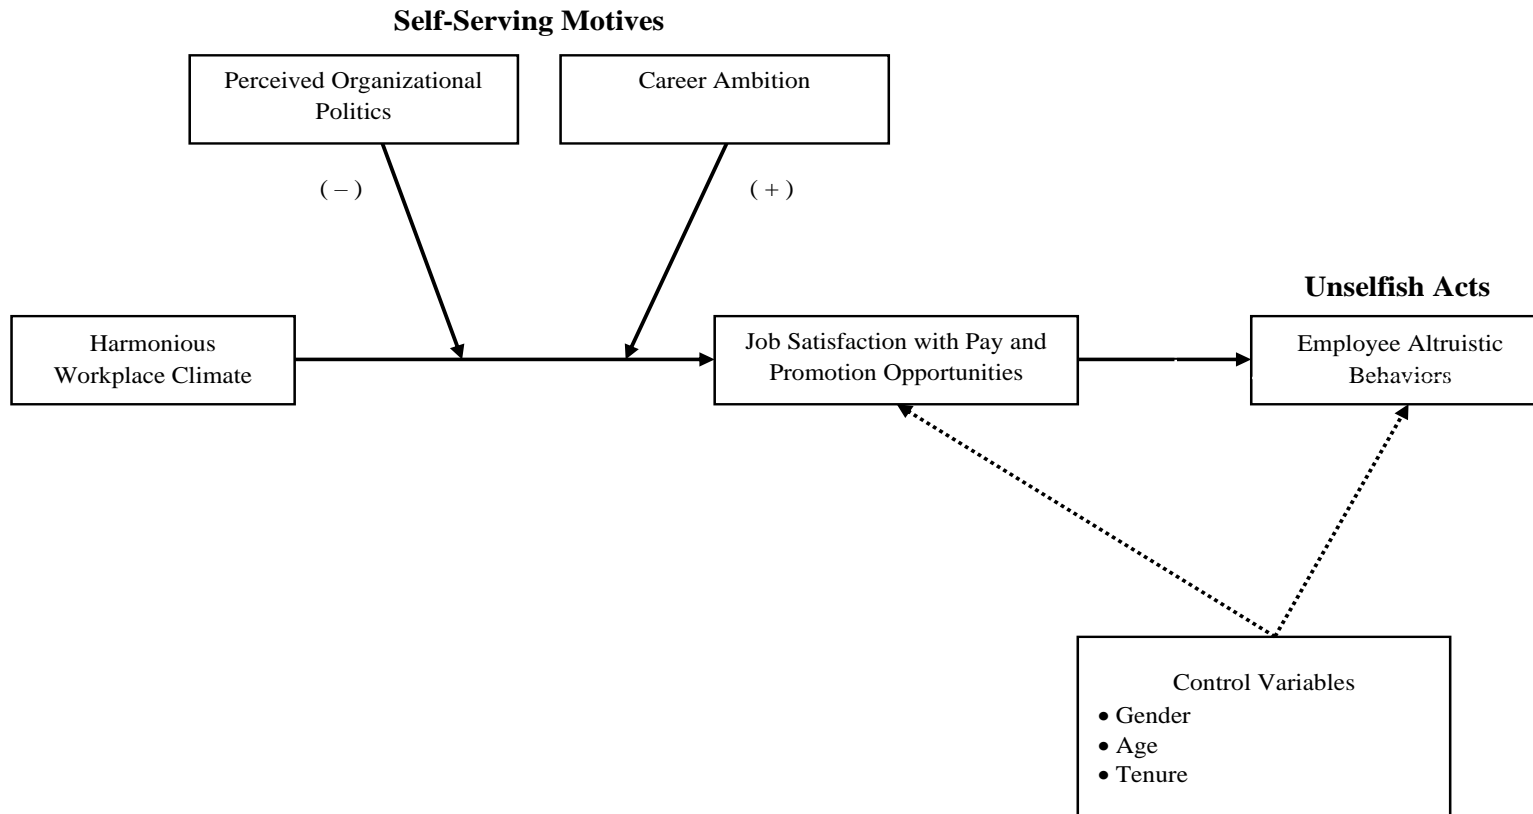 Self-Serving Motives
Perceived Organizational
Politics
Career Ambition
( – )
( + )
Unselfish Acts
Harmonious
Workplace Climate
Job Satisfaction with Pay and
Promotion Opportunities
Employee Altruistic
Behaviors
Control Variables
• Gender
• Age
• Tenure